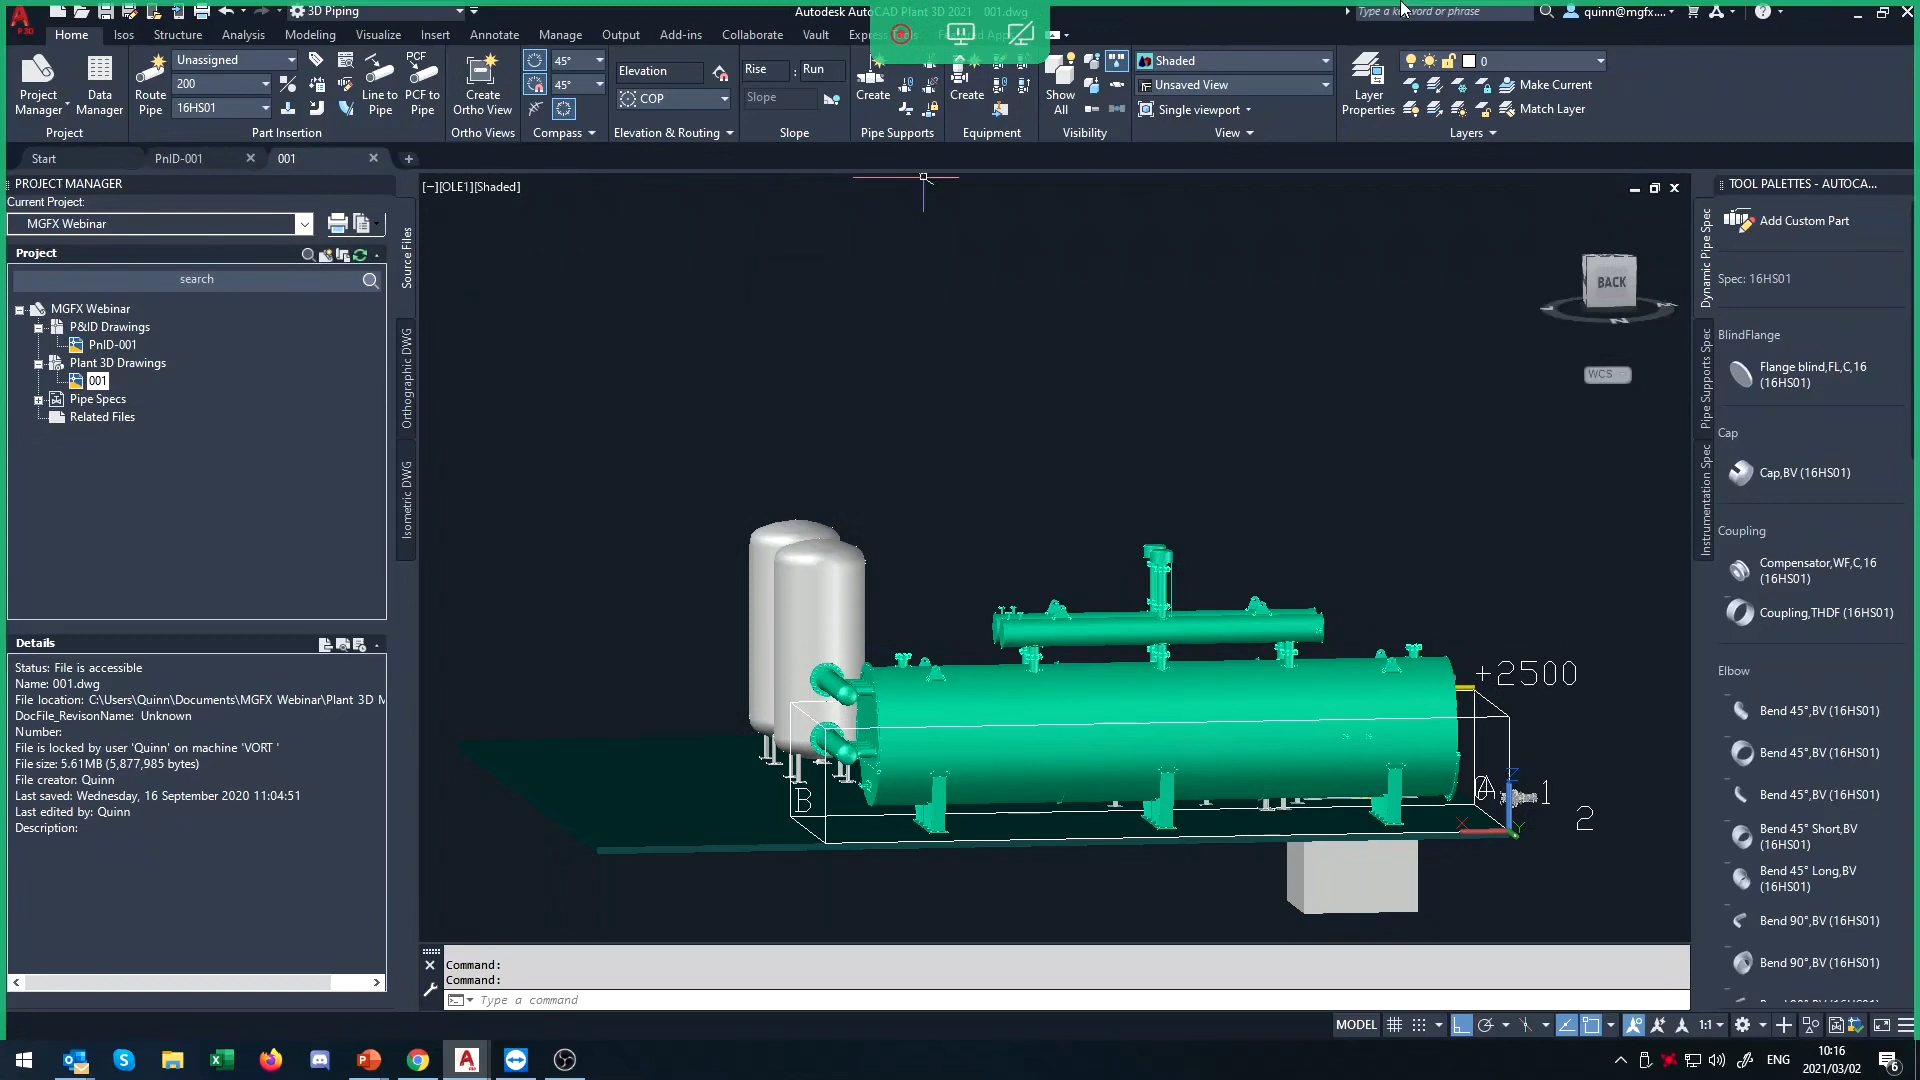 3D Piping
Autodesk AutoCAD Plant 3D 2021 001.dwg
Type a keyword or phrase
quinn@mgfx....
Home
Isos
Structure
Analysis
Modeling
Visualize
Insert
Annotate
Manage
Output
Add-ins
Collaborate
Vault
Unassigned
200
16HS01
Project
Manager
Data
Manager
Route
Pipe
Line to
Pipe
PCF to
Pipe
PCF
Create
Ortho View
45°
45°
Elevation
COP
Rise
:
Run
Slope
Create
Create
Show
All
Shaded
Unsaved View
Single viewport
Layer
Properties
0
Make Current
Match Layer
Project
Part Insertion
Ortho Views
Compass
Elevation & Routing
Slope
Pipe Supports
Equipment
Visibility
View
Layers
Start
PnID-001
001
PROJECT MANAGER
Current Project:
MGFX Webinar
Project
search
MGFX Webinar
P&ID Drawings
PnID-001
Plant 3D Drawings
001
Pipe Specs
Related Files
Source Files
Orthographic DWG
Isometric DWG
Details
Status: File is accessible
Name: 001.dwg
File location: C:\Users\Quinn\Documents\MGFX Webinar\Plant 3D M
DocFile_RevisonName: Unknown
Number:
File is locked by user 'Quinn' on machine 'VORT '
File size: 5.61MB (5,877,985 bytes)
File creator: Quinn
Last saved: Wednesday, 16 September 2020 11:04:51
Last edited by: Quinn
Description:
[−][OLE1][Shaded]
BACK
N
WCS
+2500
B
A
1
2
X
Y
Z
Command:
Command:
Type a command
TOOL PALETTES - AUTOCA...
Dynamic Pipe Spec
Pipe Supports Spec
Instrumentation Spec
Add Custom Part
Spec: 16HS01
BlindFlange
Flange blind,FL,C,16
(16HS01)
Cap
Cap,BV (16HS01)
Coupling
Compensator,WF,C,16
(16HS01)
Coupling,THDF (16HS01)
Elbow
Bend 45°,BV (16HS01)
Bend 45°,BV (16HS01)
Bend 45°,BV (16HS01)
Bend 45° Short,BV
(16HS01)
Bend 45° Long,BV
(16HS01)
Bend 90°,BV (16HS01)
Bend 90°,BV (16HS01)
MODEL
1:1
ENG
10:16
2021/03/02
6